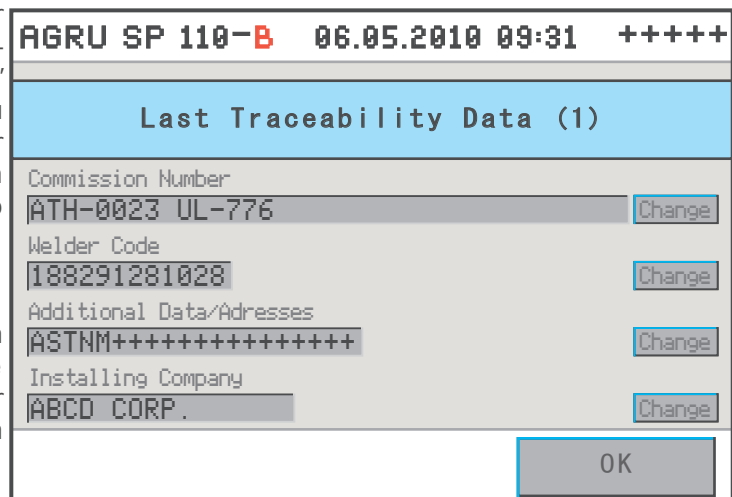 AGRU SP 110-B 06.05.2010 09:31 +++++
Last Traceability Data (1)
Commission Number
ATH-0023 UL-776 Change
Welder Code
188291281028 Change
Additional Data/Adresses
ASTNM+++++++++++++++ Change
Installing Company
ABCD CORP. Change
OK